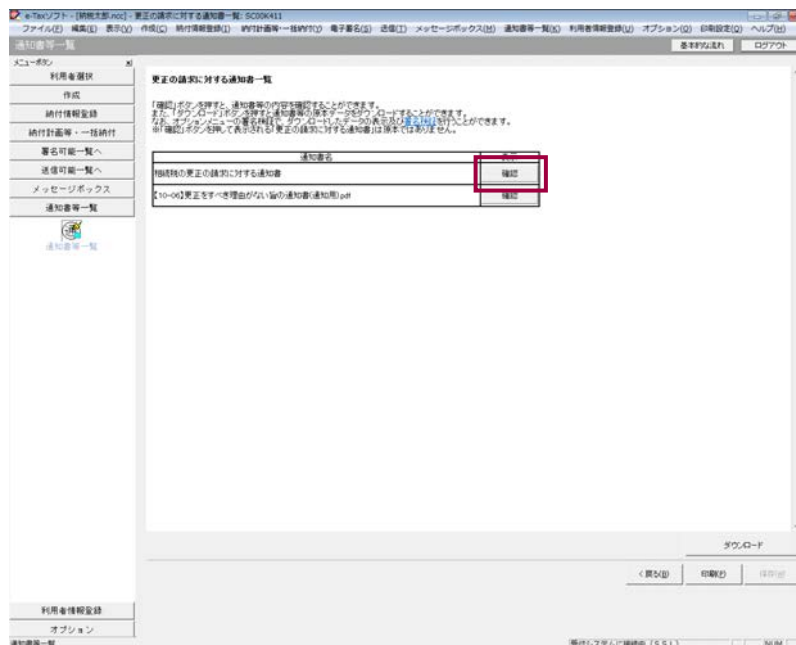 e-Taxソフト - [納税太郎.ncc] - 更正の請求に対する通知書一覧: SC00K411
ファイル(F) 編集(E) 表示(V) 作成(C) 納付情報登録(I) 納付計画等・一括納付(Y) 電子署名(S) 送信(T) メッセージボックス(M) 通知書等一覧(K) 利用者情報登録(U) オプション(O) 印刷設定(Q) ヘルプ(H)
通知書等一覧
基本的な流れ
ログアウト
メニューボタン
利用者選択
作成
納付情報登録
納付計画等・一括納付
署名可能一覧へ
送信可能一覧へ
メッセージボックス
通知書等一覧
通知書等一覧
更正の請求に対する通知書一覧
「確認」ボタンを押すと、通知書等の内容を確認することができます。
また、「ダウンロード」ボタンを押すと通知書等の原本データをダウンロードすることができます。
なお、オプションメニューの署名検証で、ダウンロードしたデータの表示及び署名検証を行うことができます。
※「確認」ボタンを押して表示される「更正の請求に対する通知書」は原本ではありません。
通知書名 表示
相続税の更正の請求に対する通知書 確認
【10-06】更正をすべき理由がない旨の通知書(通知用).pdf 確認
ダウンロード
< 戻る(B) 印刷(P) 保存(W)
利用者情報登録
オプション
通知書等一覧
受付システムに接続中 (SSL)
NUM